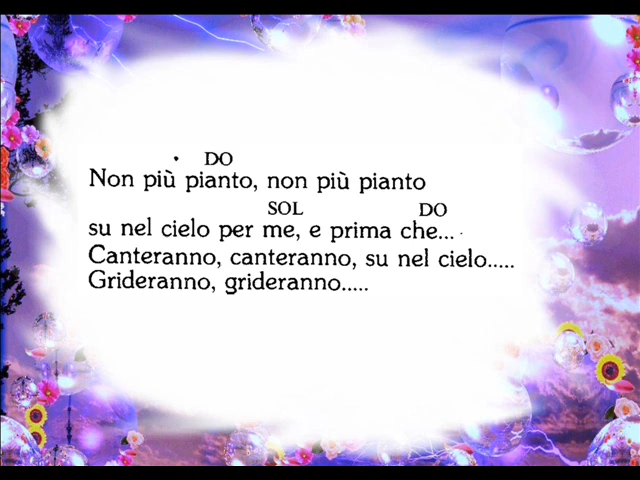 DO
Non più pianto, non più pianto
SOL DO
su nel cielo per me, e prima che...
Canteranno, canteranno, su nel cielo.....
Grideranno, grideranno.....